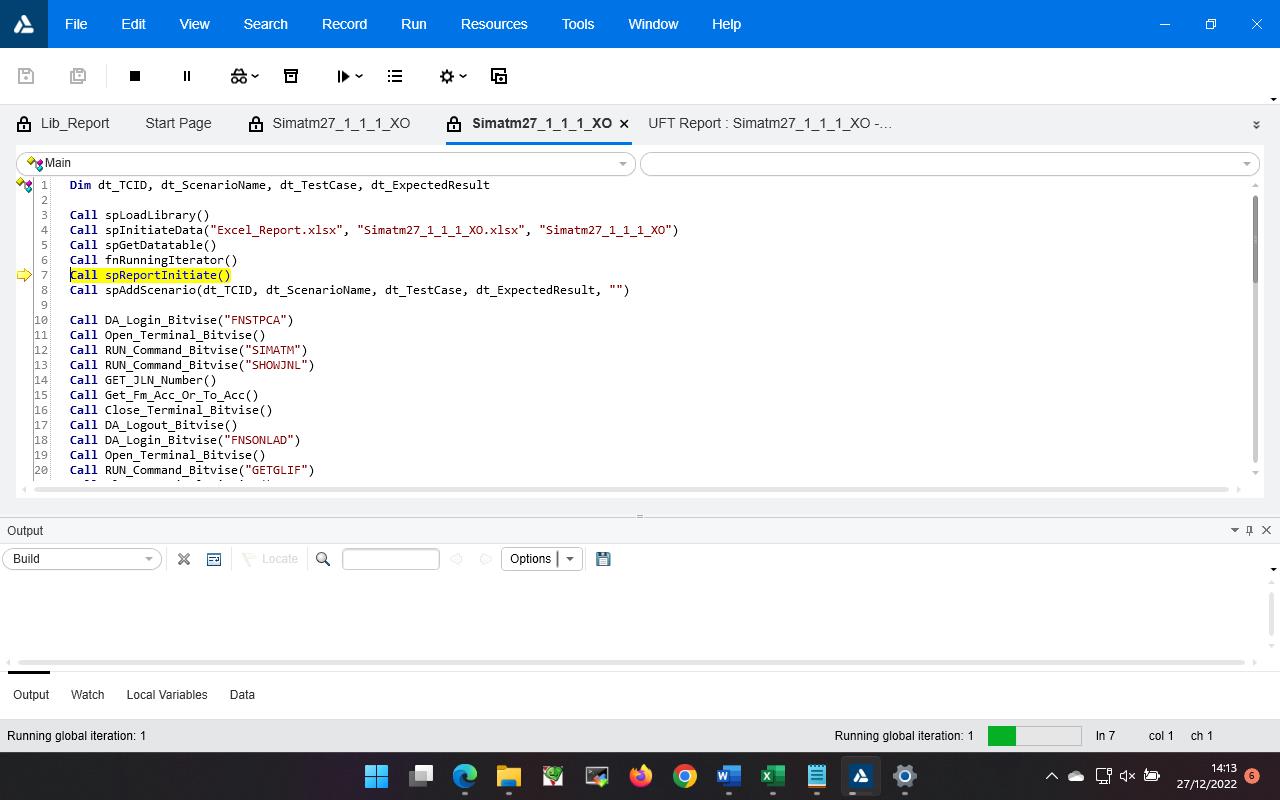 File Edit View Search Record Run Resources Tools Window Help
Lib_Report Start Page Simatm27_1_1_1_XO Simatm27_1_1_1_XO UFT Report : Simatm27_1_1_1_XO -...
Main
1 Dim dt_TCID, dt_ScenarioName, dt_TestCase, dt_ExpectedResult
2
3 Call spLoadLibrary()
4 Call spInitiateData("Excel_Report.xlsx", "Simatm27_1_1_1_XO.xlsx", "Simatm27_1_1_1_XO")
5 Call spGetDatatable()
6 Call fnRunningIterator()
7 Call spReportInitiate()
8 Call spAddScenario(dt_TCID, dt_ScenarioName, dt_TestCase, dt_ExpectedResult, "")
9
10 Call DA_Login_Bitvise("FNSTPCA")
11 Call Open_Terminal_Bitvise()
12 Call RUN_Command_Bitvise("SIMATM")
13 Call RUN_Command_Bitvise("SHOWJNL")
14 Call GET_JLN_Number()
15 Call Get_Fm_Acc_Or_To_Acc()
16 Call Close_Terminal_Bitvise()
17 Call DA_Logout_Bitvise()
18 Call DA_Login_Bitvise("FNSONLAD")
19 Call Open_Terminal_Bitvise()
20 Call RUN_Command_Bitvise("GETGLIF")
Output
Build Locate Options
Output Watch Local Variables Data
Running global iteration: 1 Running global iteration: 1 ln 7 col 1 ch 1
14:13
27/12/2022 6